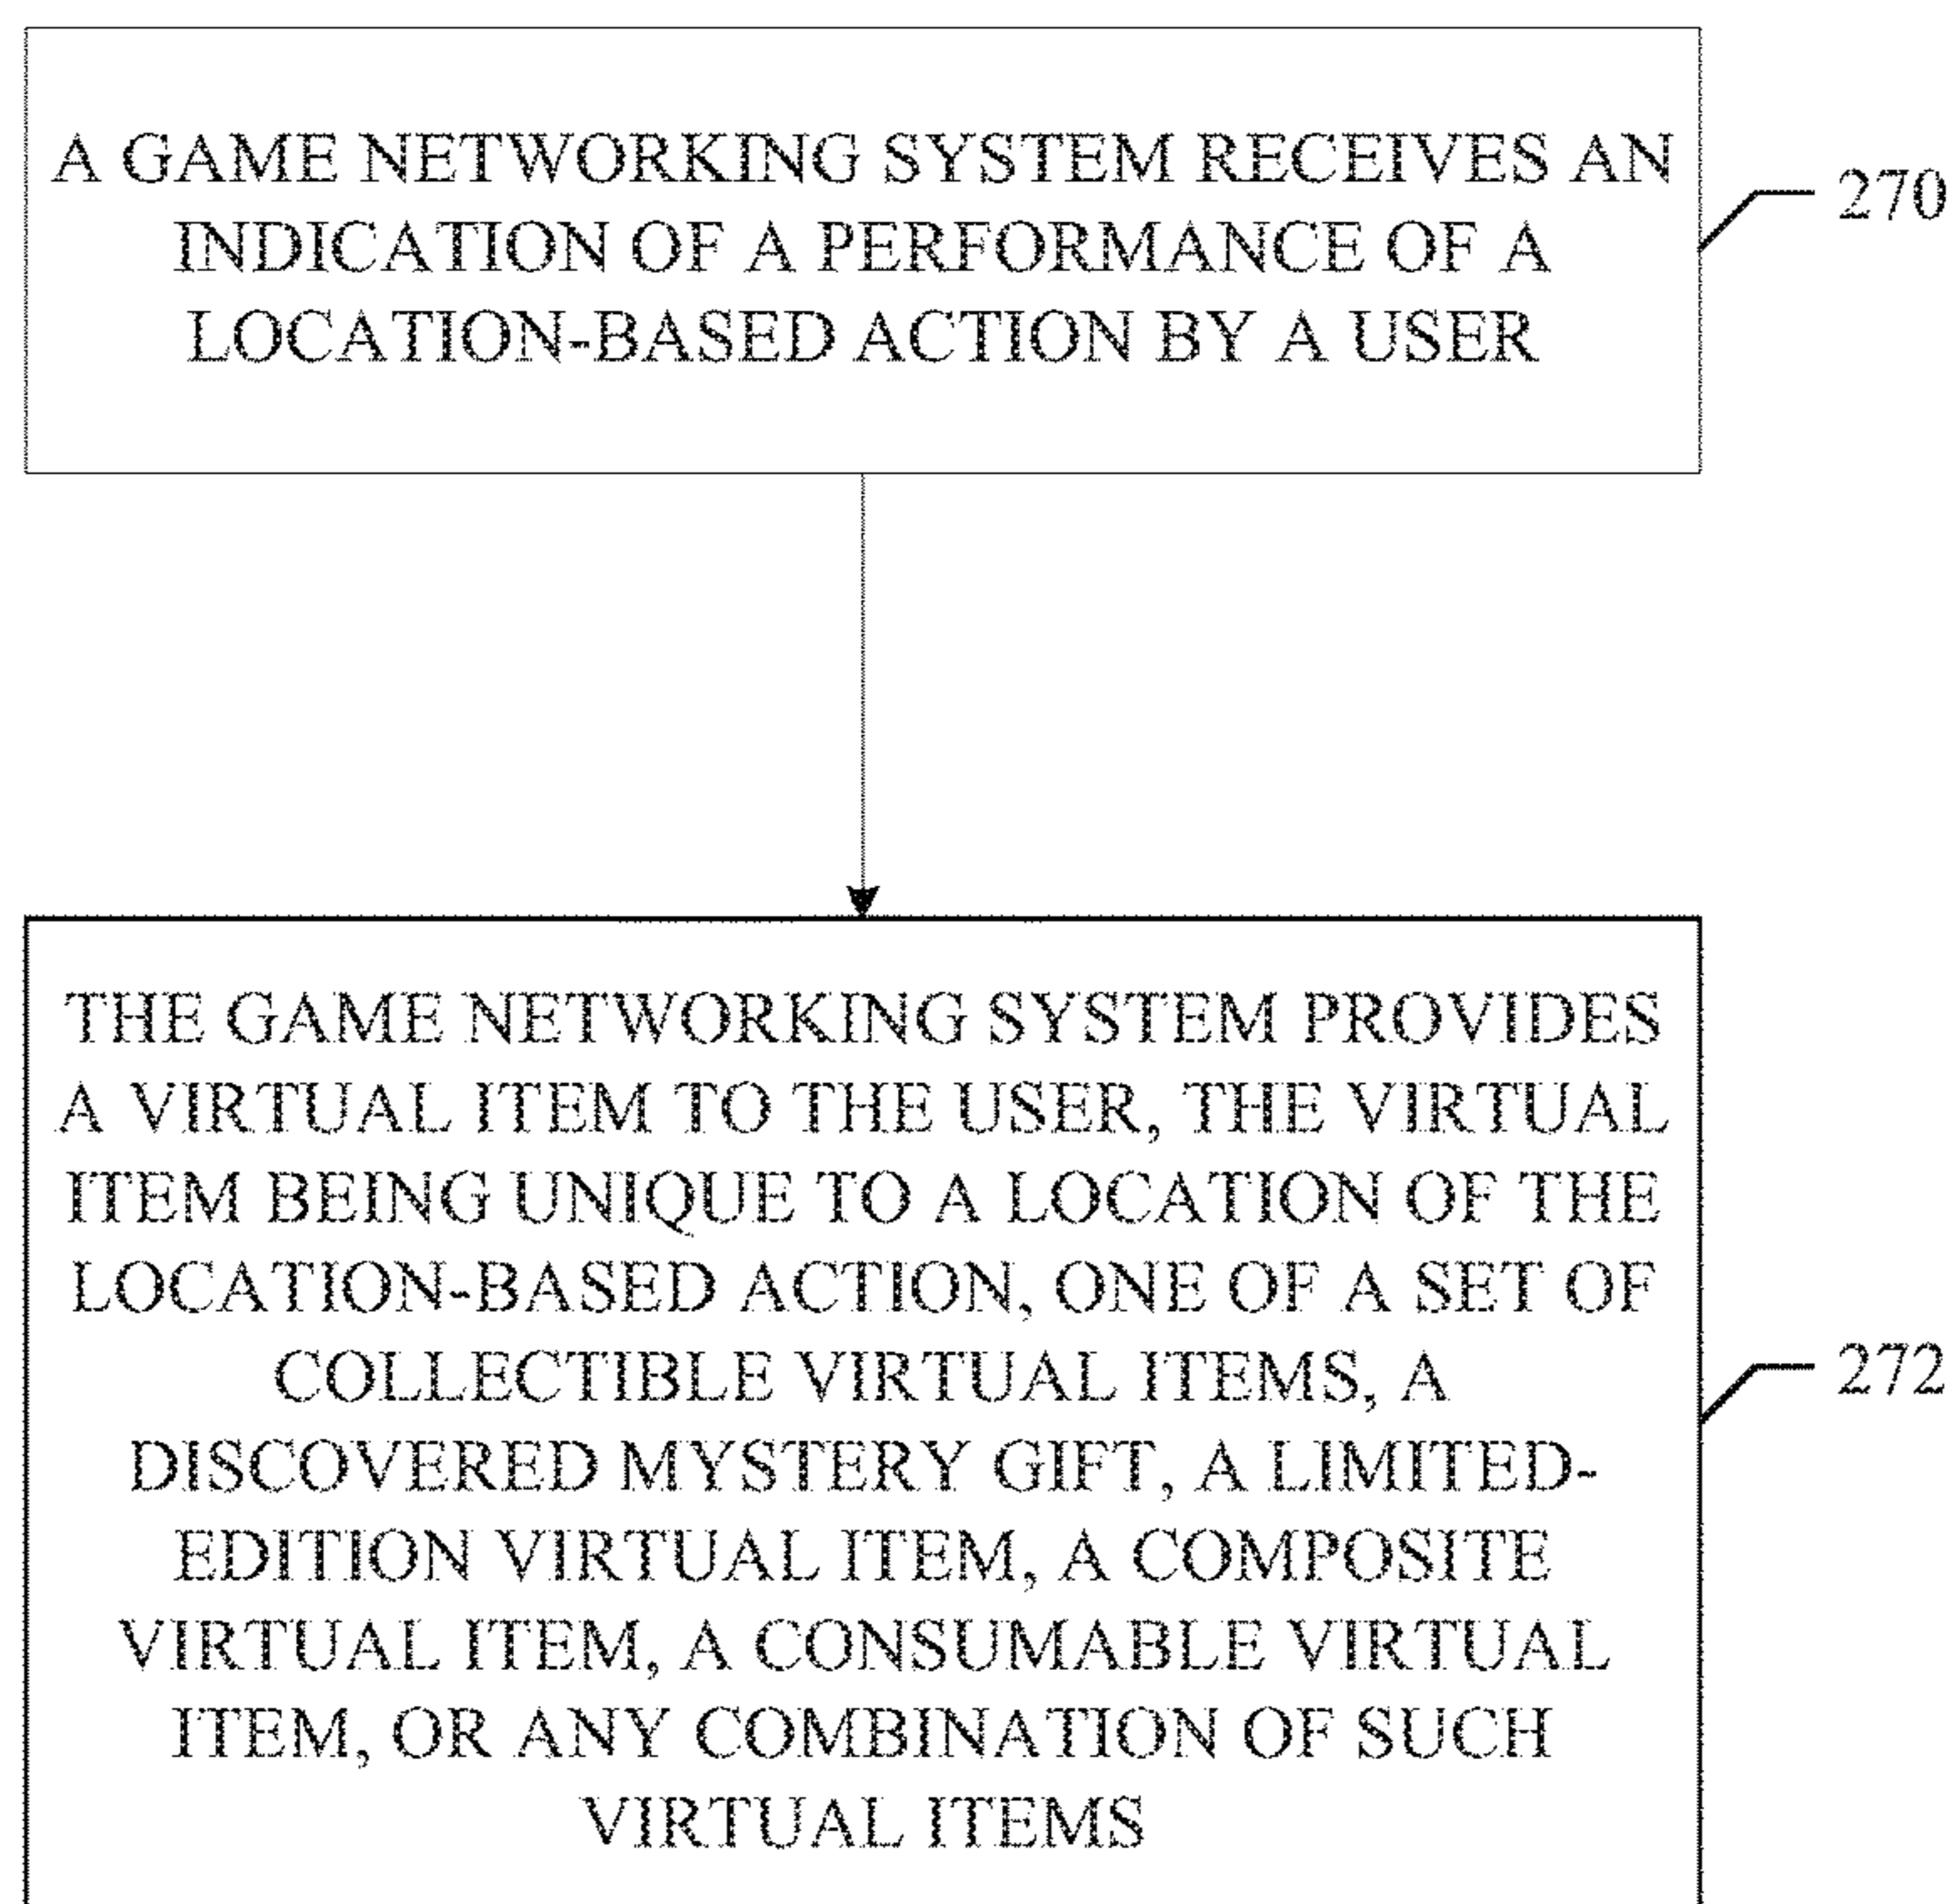 A GAME NETWORKING SYSTEM RECEIVES AN
INDICATION OF A PERFORMANCE OF A
LOCATION-BASED ACTION BY A USER
270
THE GAME NETWORKING SYSTEM PROVIDES
A VIRTUAL ITEM TO THE USER, THE VIRTUAL
ITEM BEING UNIQUE TO A LOCATION OF THE
LOCATION-BASED ACTION, ONE OF A SET OF
COLLECTIBLE VIRTUAL ITEMS, A
DISCOVERED MYSTERY GIFT, A LIMITED-
EDITION VIRTUAL ITEM, A COMPOSITE
VIRTUAL ITEM, A CONSUMABLE VIRTUAL
ITEM, OR ANY COMBINATION OF SUCH
VIRTUAL ITEMS
272